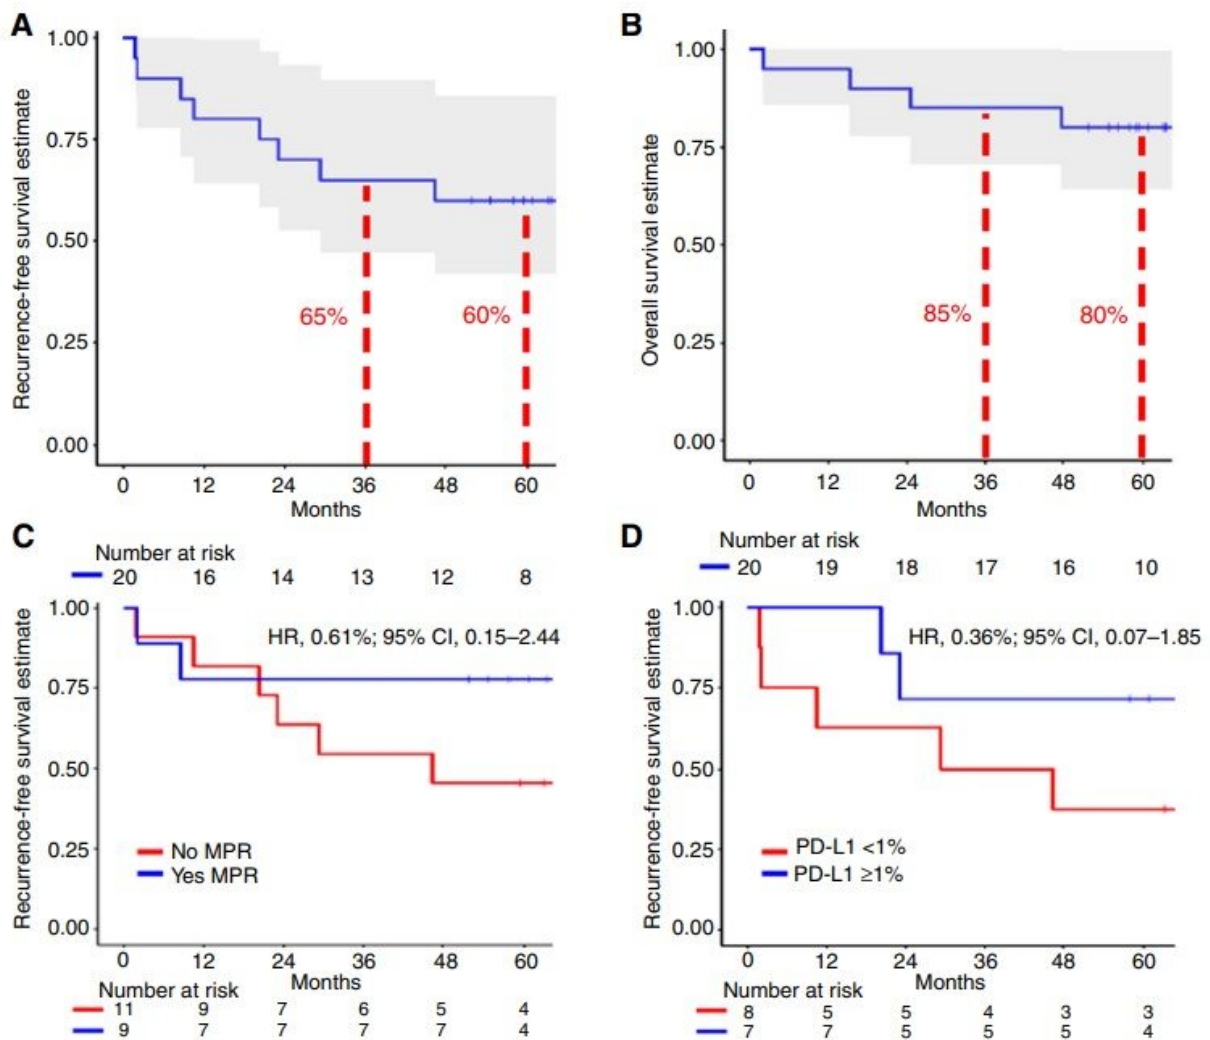 A
1.00
0.75
0.50
0.25
0.00
Recurrence-free survival estimate
65%
60%
0 12 24 36 48 60
Months
Number at risk
20 16 14 13 12 8
B
1.00
0.75
0.50
0.25
0.00
Overall survival estimate
85%
80%
0 12 24 36 48 60
Months
Number at risk
20 19 18 17 16 10
C
1.00
0.75
0.50
0.25
0.00
Recurrence-free survival estimate
HR, 0.61%; 95% CI, 0.15–2.44
No MPR
Yes MPR
0 12 24 36 48 60
Months
Number at risk
11 9 7 6 5 4
9 7 7 7 7 4
D
1.00
0.75
0.50
0.25
0.00
Recurrence-free survival estimate
HR, 0.36%; 95% CI, 0.07–1.85
PD-L1 <1%
PD-L1 ≥1%
0 12 24 36 48 60
Months
Number at risk
8 5 5 4 3 3
7 7 5 5 5 4